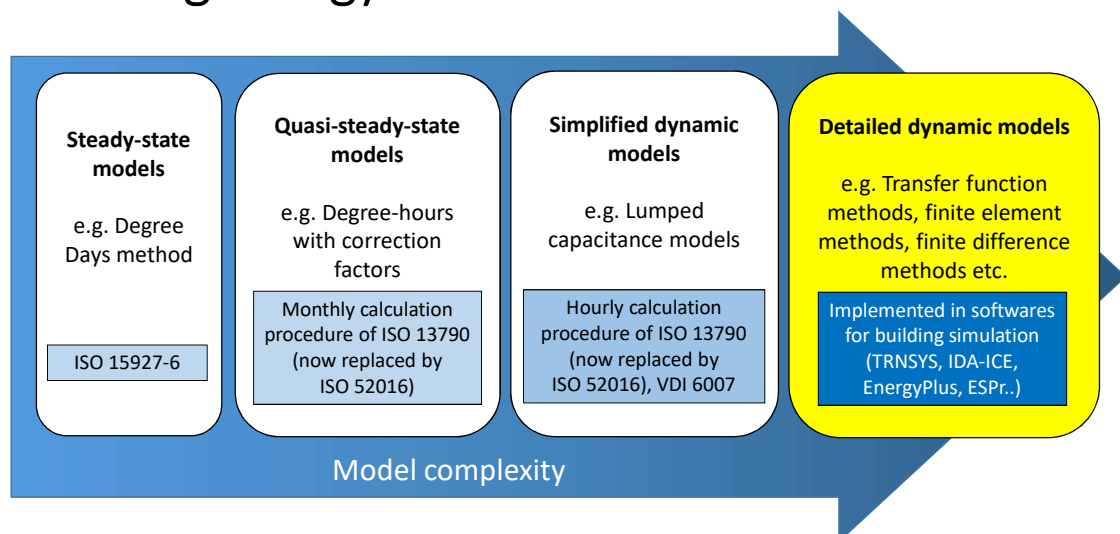 Steady-state
models
e.g. Degree
Days method
ISO 15927-6
Quasi-steady-state
models
e.g. Degree-hours
with correction
factors
Monthly calculation
procedure of ISO 13790
(now replaced by
ISO 52016)
Simplified dynamic
models
e.g. Lumped
capacitance models
Hourly calculation
procedure of ISO 13790
(now replaced by
ISO 52016), VDI 6007
Detailed dynamic models
e.g. Transfer function
methods, finite element
methods, finite difference
methods etc.
Implemented in softwares
for building simulation
(TRNSYS, IDA-ICE,
EnergyPlus, ESPr..)
Model complexity